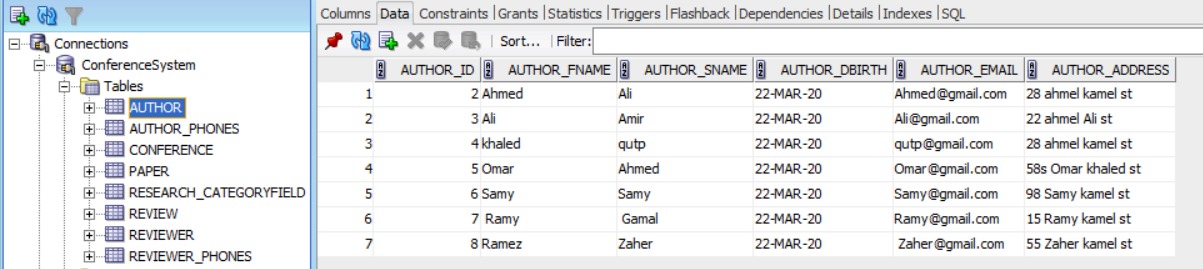 Connections
ConferenceSystem
Tables
AUTHOR
AUTHOR_PHONES
CONFERENCE
PAPER
RESEARCH_CATEGORYFIELD
REVIEW
REVIEWER
REVIEWER_PHONES
Columns Data Constraints Grants Statistics Triggers Flashback Dependencies Details Indexes SQL
Sort... Filter:
AUTHOR_ID AUTHOR_FNAME AUTHOR_SNAME AUTHOR_DBIRTH AUTHOR_EMAIL AUTHOR_ADDRESS
1 2 Ahmed Ali 22-MAR-20 Ahmed@gmail.com 28 ahmel kamel st
2 3 Ali Amir 22-MAR-20 Ali@gmail.com 22 ahmel Ali st
3 4 khaled qutp 22-MAR-20 qutp@gmail.com 28 ahmel kamel st
4 5 Omar Ahmed 22-MAR-20 Omar@gmail.com 58s Omar khaled st
5 6 Samy Samy 22-MAR-20 Samy@gmail.com 98 Samy kamel st
6 7 Ramy Gamal 22-MAR-20 Ramy@gmail.com 15 Ramy kamel st
7 8 Ramez Zaher 22-MAR-20 Zaher@gmail.com 55 Zaher kamel st